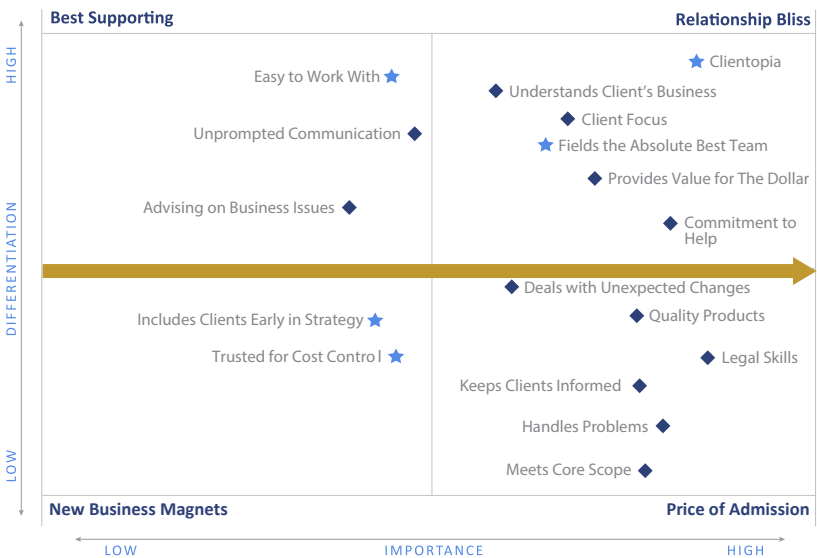 Best Supporting
Relationship Bliss
HIGH
Clientopia
Easy to Work With
Understands Client’s Business
Client Focus
Unprompted Communication
Fields the Absolute Best Team
Provides Value for The Dollar
Advising on Business Issues
Commitment to
Help
DIFFERENTIATION
Deals with Unexpected Changes
Includes Clients Early in Strategy
Quality Products
Trusted for Cost Control
Legal Skills
Keeps Clients Informed
Handles Problems
LOW
Meets Core Scope
New Business Magnets
Price of Admission
LOW
IMPORTANCE
HIGH